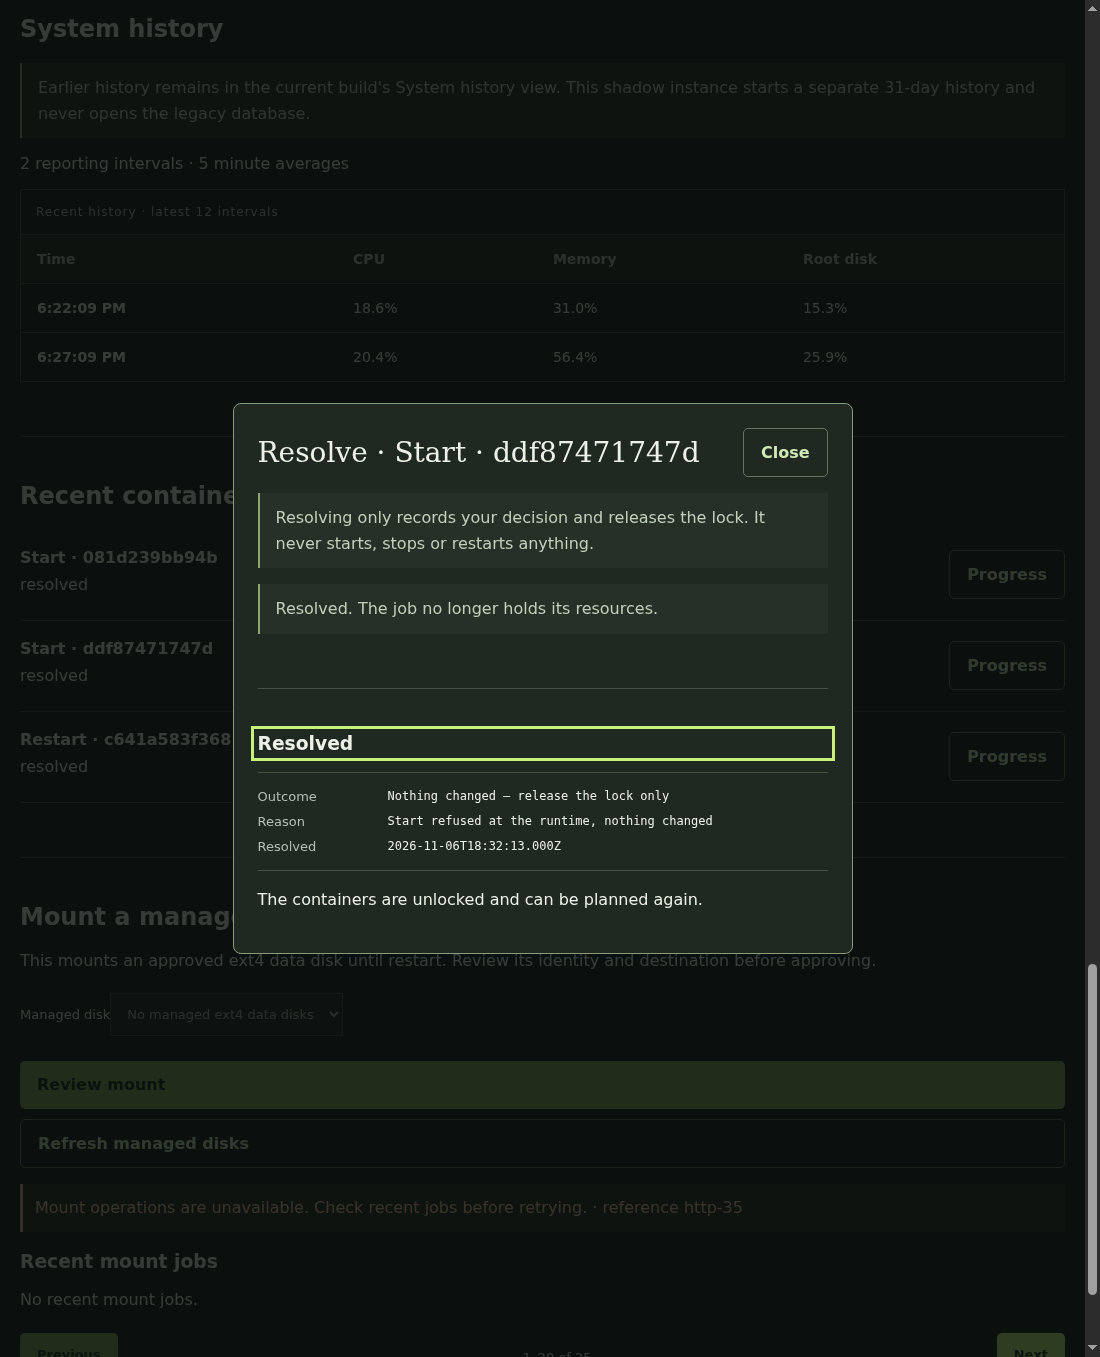 System history
Earlier history remains in the current build's System history view. This shadow instance starts a separate 31-day history and
never opens the legacy database.
2 reporting intervals · 5 minute averages
Recent history · latest 12 intervals
Time CPU Memory Root disk
6:22:09 PM 18.6% 31.0% 15.3%
6:27:09 PM 20.4% 56.4% 25.9%
Resolve · Start · ddf87471747d
Close
Resolving only records your decision and releases the lock. It
never starts, stops or restarts anything.
Resolved. The job no longer holds its resources.
Resolved
Outcome Nothing changed — release the lock only
Reason Start refused at the runtime, nothing changed
Resolved 2026-11-06T18:32:13.000Z
The containers are unlocked and can be planned again.
Recent containe
Start · 081d239bb94b
resolved
Progress
Start · ddf87471747d
resolved
Progress
Restart · c641a583f368
resolved
Progress
Mount a manage
This mounts an approved ext4 data disk until restart. Review its identity and destination before approving.
Managed disk No managed ext4 data disks
Review mount
Refresh managed disks
Mount operations are unavailable. Check recent jobs before retrying. · reference http-35
Recent mount jobs
No recent mount jobs.
Previous Next